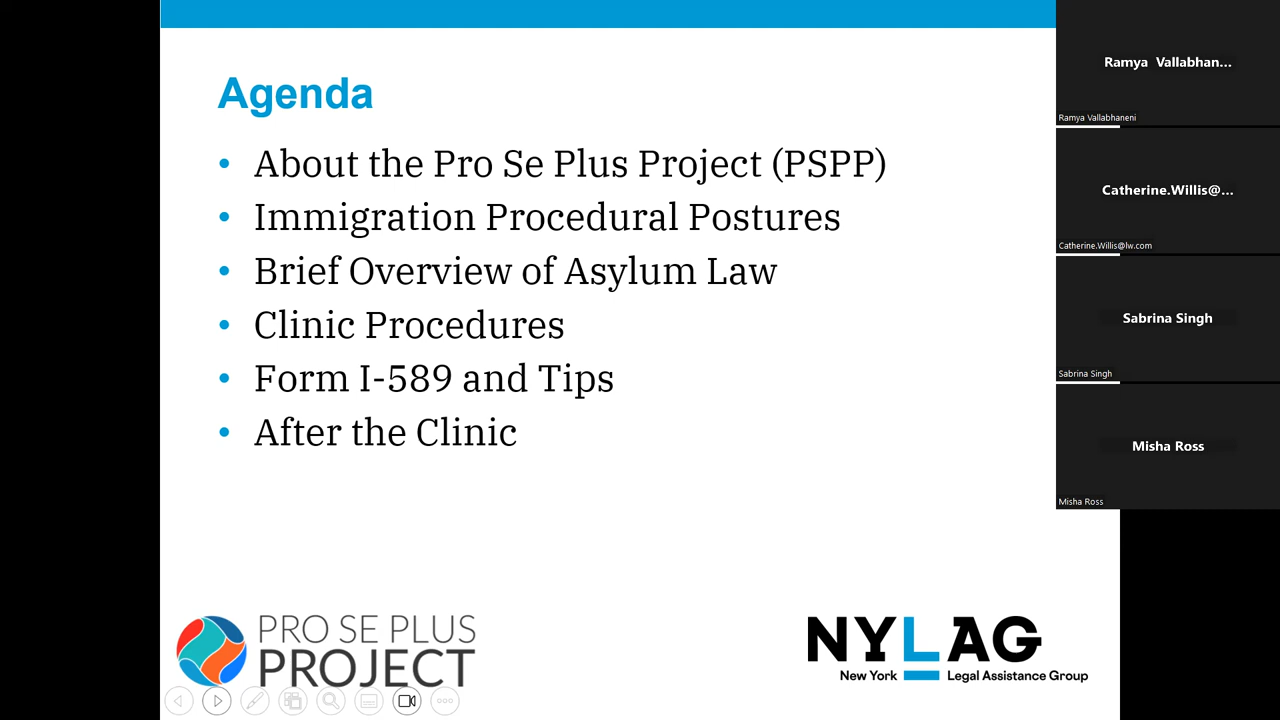 Agenda
• About the Pro Se Plus Project (PSPP)
• Immigration Procedural Postures
• Brief Overview of Asylum Law
• Clinic Procedures
• Form I-589 and Tips
• After the Clinic
PRO SE PLUS
PROJECT
NYLAG
New York Legal Assistance Group
Ramya Vallabhan...
Ramya Vallabhaneni
Catherine.Willis@...
Catherine.Willis@lw.com
Sabrina Singh
Sabrina Singh
Misha Ross
Misha Ross